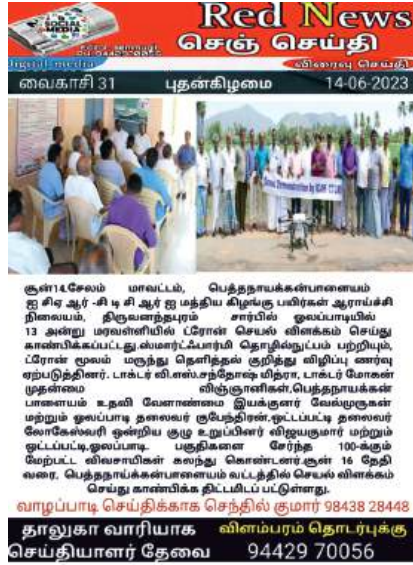 SOCIAL
MEDIA
Red News
செஞ் செய்தி
digital media
விரைவு செய்தி
வைகாசி 31 புதன்கிழமை 14-06-2023
Drone Demonstration by ICAR CTCRI
சூன்14.சேலம் மாவட்டம், பெத்தநாயக்கன்பாளையம்
ஐ சிஏ ஆர் -சி டி சி ஆர் ஐ மத்திய கிழங்கு பயிர்கள் ஆராய்ச்சி
நிலையம், திருவனந்தபுரம் சார்பில் ஓலப்பாடியில்
13 அன்று மரவள்ளியில் ட்ரோன் செயல் விளக்கம் செய்து
காண்பிக்கப்பட்டது.ஸ்மார்ட்ஃபார்மி தொழில்நுட்பம் பற்றியும்,
ட்ரோன் மூலம் மருந்து தெளித்தல் குறித்து விழிப்பு ணர்வு
ஏற்படுத்தினர். டாக்டர் வி.எஸ்.சந்தோஷ் மித்ரா, டாக்டர் மோகன்
முதன்மை விஞ்ஞானிகள்,பெத்தநாயக்கன்
பாளையம் உதவி வேளாண்மை இயக்குனர் வேல்முருகன்
மற்றும் ஓலப்பாடி தலைவர் குபேந்திரன்.ஒட்டப்பட்டி தலைவர்
லோகேஸ்வரி ஒன்றிய குழு உறுப்பினர் விஜயகுமார் மற்றும்
ஒட்டப்பட்டி,ஓலப்பாடி பகுதிகளை சேர்ந்த 100-க்கும்
மேற்பட்ட விவசாயிகள் கலந்து கொண்டனர்.சூன் 16 தேதி
வரை, பெத்தநாய்க்கன்பாளையம் வட்டத்தில் செயல் விளக்கம்
செய்து காண்பிக்க திட்டமிடப் பட்டுள்ளது.
வாழப்பாடி செய்திக்காக செந்தில் குமார் 98438 28448
தாலுகா வாரியாக
செய்தியாளர் தேவை
விளம்பரம் தொடர்புக்கு
94429 70056